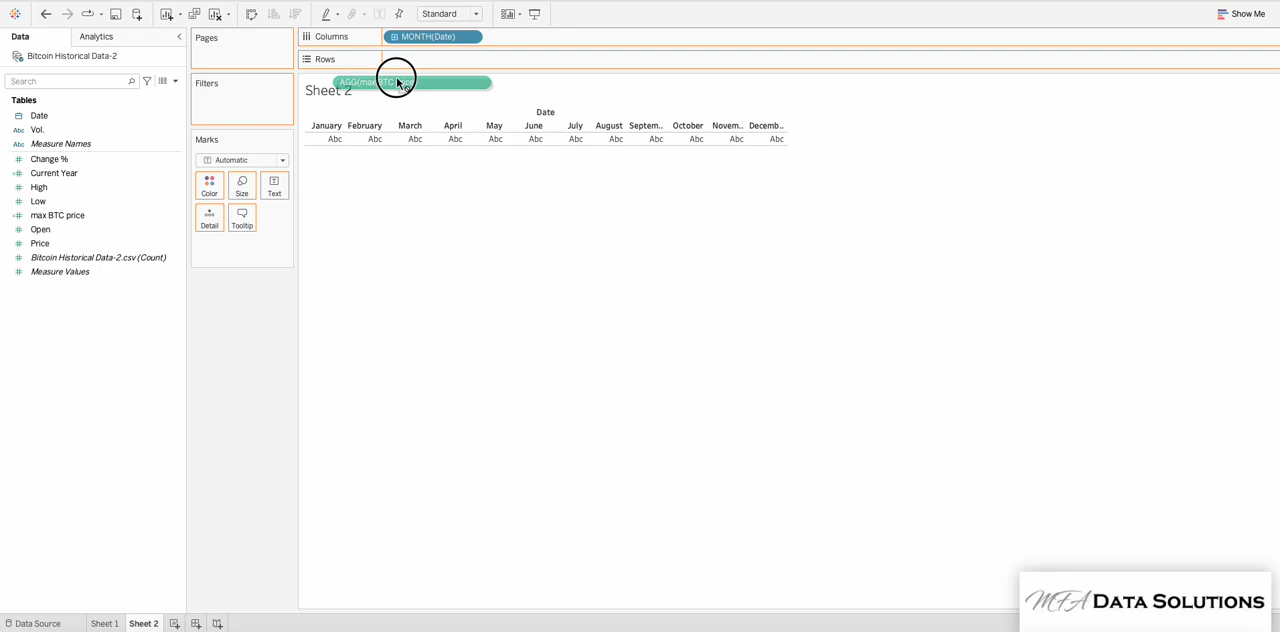 Standard
Show Me
Data
Analytics
Pages
Columns
MONTH(Date)
Bitcoin Historical Data-2
Rows
Search
Filters
AGG(max BTC price
Sheet 2
Tables
Date
Vol.
Measure Names
Change %
Current Year
High
Low
max BTC price
Open
Price
Bitcoin Historical Data-2.csv (Count)
Measure Values
Marks
Automatic
Color
Size
Text
Detail
Tooltip
Date
January February March April May June July August Septem.. October Novem.. Decemb..
Abc Abc Abc Abc Abc Abc Abc Abc Abc Abc Abc Abc
MFA DATA SOLUTIONS
Data Source
Sheet 1
Sheet 2